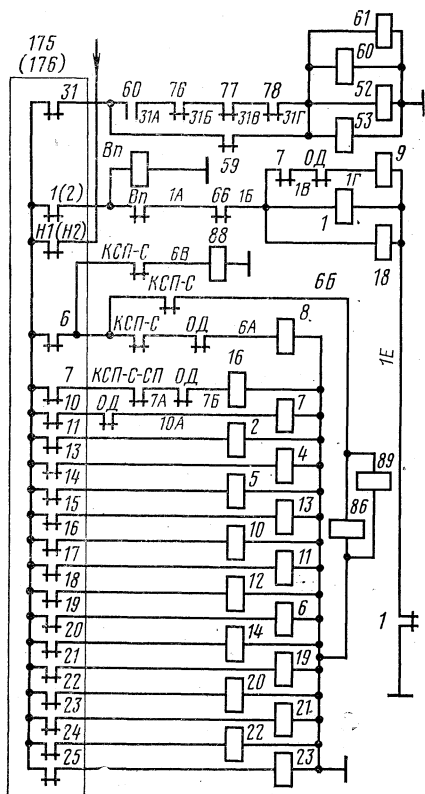 175
(176)
31
60
76
77
78
31А
31Б
31В
31Г
59
61
60
52
53
Вп
1(2)
Вп
1А
66
1Б
7
ОД
9
1В
1Г
1
18
Н1(Н2)
КСП-С
6В
88
КСП-С
6Б
6
КСП-С
ОД
6А
8
1Е
7
КСП-С-СП
ОД
16
7А
7Б
10
ОД
10А
7
11
2
13
4
14
5
15
13
16
10
17
11
18
12
19
6
20
14
21
19
22
20
23
21
24
22
25
23
86
89
1